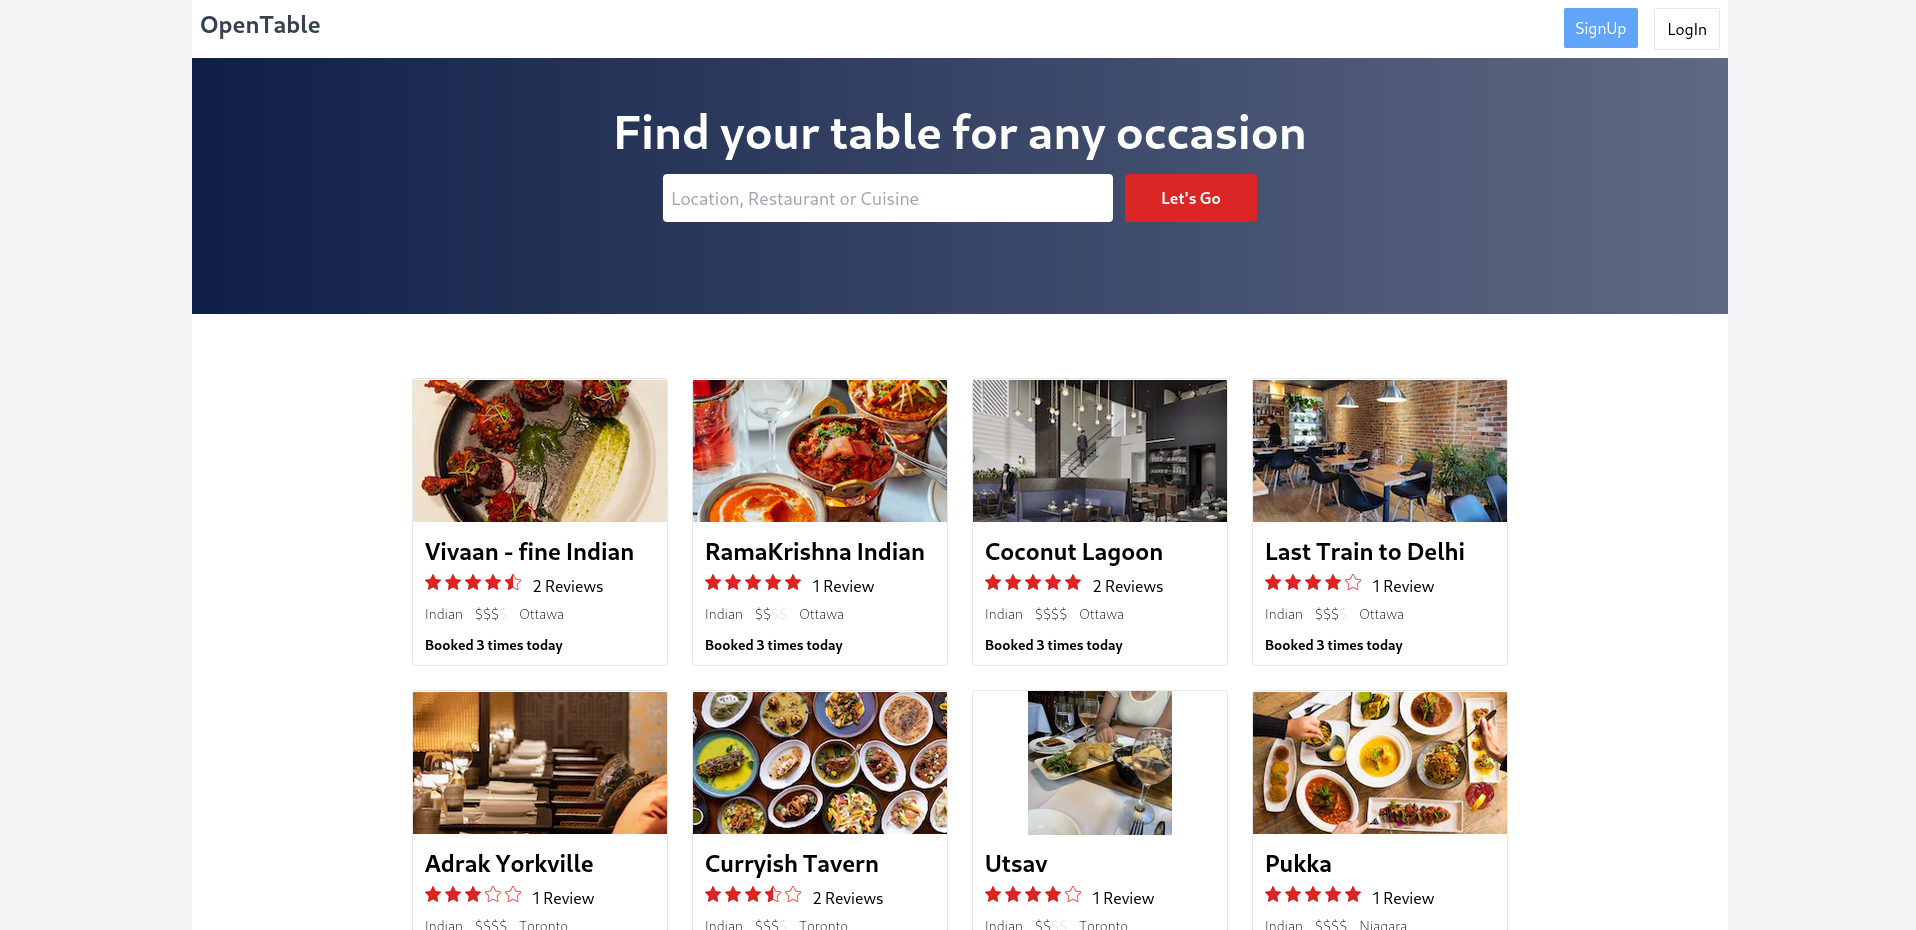 OpenTable
SignUp
LogIn
Find your table for any occasion
Location, Restaurant or Cuisine
Let's Go
Vivaan - fine Indian
2 Reviews
Indian $$$$ Ottawa
Booked 3 times today
RamaKrishna Indian
1 Review
Indian $$$$ Ottawa
Booked 3 times today
Coconut Lagoon
2 Reviews
Indian $$$$ Ottawa
Booked 3 times today
Last Train to Delhi
1 Review
Indian $$$$ Ottawa
Booked 3 times today
Adrak Yorkville
1 Review
Indian $$$$ Toronto
Curryish Tavern
2 Reviews
Indian $$$$ Toronto
Utsav
1 Review
Indian $$$$ Toronto
Pukka
1 Review
Indian $$$$ Niagara